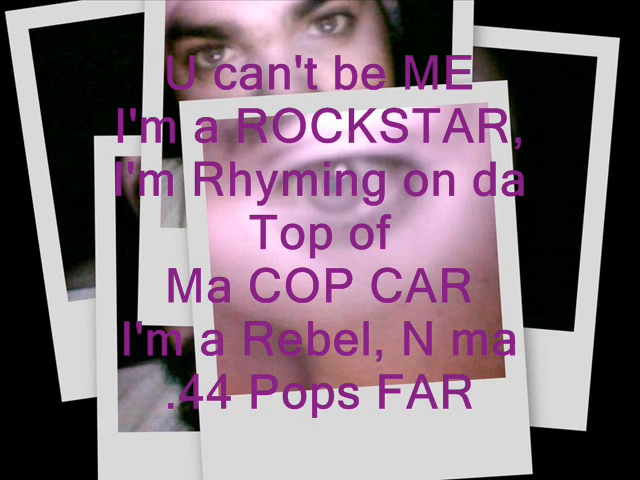 U can't be ME
I'm a ROCKSTAR,
I'm Rhyming on da
Top of
Ma COP CAR
I'm a Rebel, N ma
.44 Pops FAR